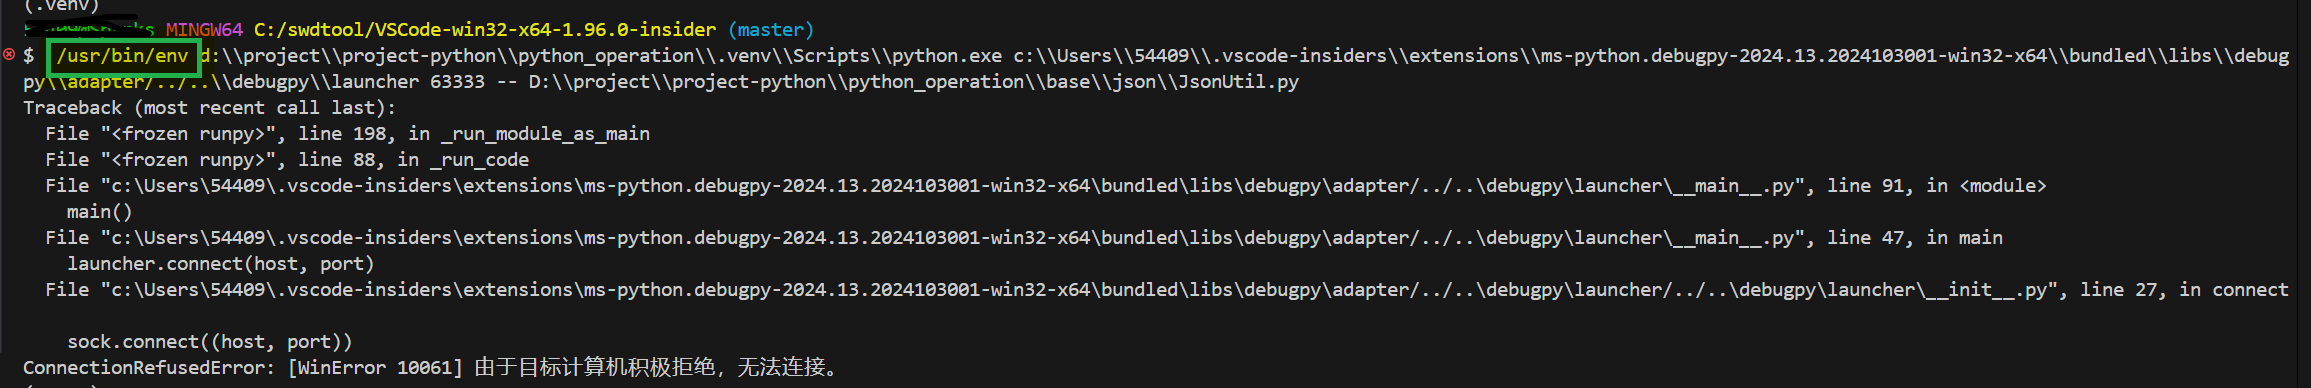 (.venv)
MINGW64 C:/swdtool/VSCode-win32-x64-1.96.0-insider (master)
$ /usr/bin/env d:\\project\\project-python\\python_operation\\.venv\\Scripts\\python.exe c:\\Users\\54409\\.vscode-insiders\\extensions\\ms-python.debugpy-2024.13.2024103001-win32-x64\\bundled\\libs\\debug
py\\adapter/../..\\debugpy\\launcher 63333 -- D:\\project\\project-python\\python_operation\\base\\json\\JsonUtil.py
Traceback (most recent call last):
  File "<frozen runpy>", line 198, in _run_module_as_main
  File "<frozen runpy>", line 88, in _run_code
  File "c:\Users\54409\.vscode-insiders\extensions\ms-python.debugpy-2024.13.2024103001-win32-x64\bundled\libs\debugpy\adapter/../..\debugpy\launcher\__main__.py", line 91, in <module>
    main()
  File "c:\Users\54409\.vscode-insiders\extensions\ms-python.debugpy-2024.13.2024103001-win32-x64\bundled\libs\debugpy\adapter/../..\debugpy\launcher\__main__.py", line 47, in main
    launcher.connect(host, port)
  File "c:\Users\54409\.vscode-insiders\extensions\ms-python.debugpy-2024.13.2024103001-win32-x64\bundled\libs\debugpy\adapter/../..\debugpy\launcher/../..\debugpy\launcher\__init__.py", line 27, in connect
    sock.connect((host, port))
ConnectionRefusedError: [WinError 10061] 由于目标计算机积极拒绝，无法连接。